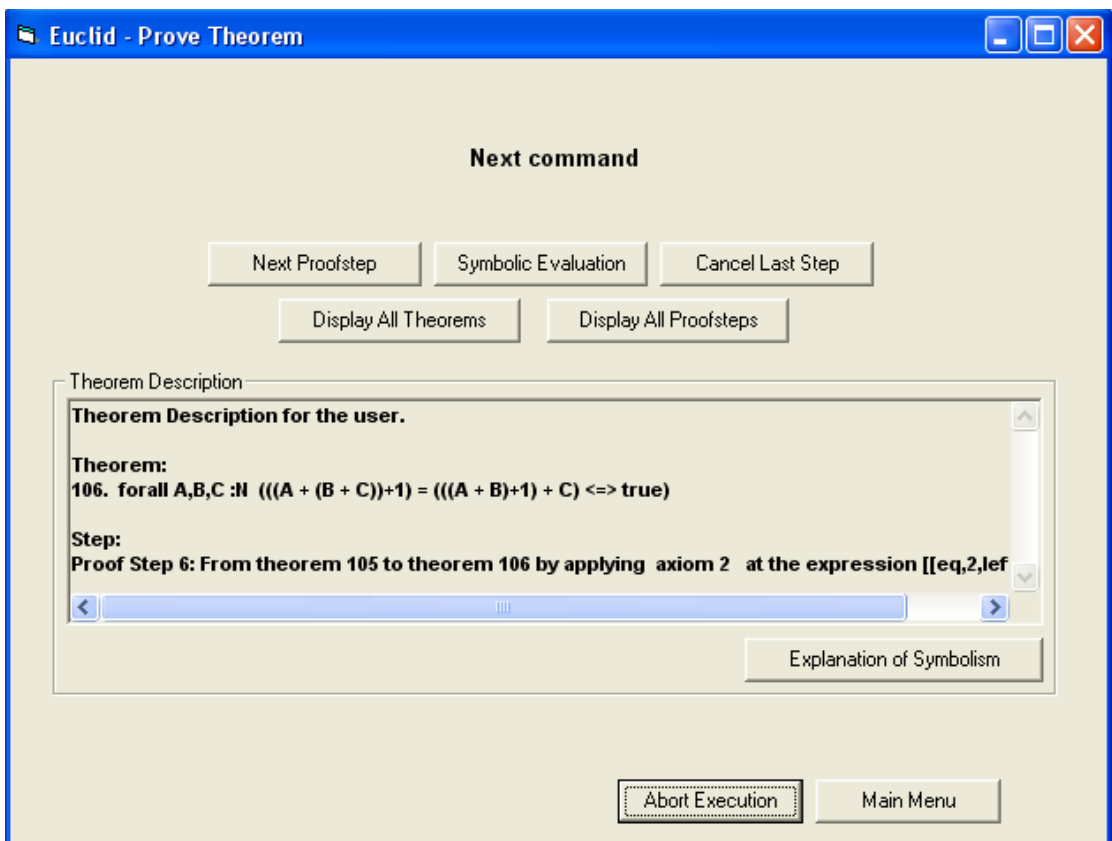 Euclid - Prove Theorem
Next command
Next Proofstep Symbolic Evaluation Cancel Last Step
Display All Theorems Display All Proofsteps
Theorem Description
Theorem Description for the user.
Theorem:
106. forall A,B,C :N (((A + (B + C))+1) = (((A + B)+1) + C) <=> true)
Step:
Proof Step 6: From theorem 105 to theorem 106 by applying axiom 2 at the expression [[eq,2,lef
Explanation of Symbolism
Abort Execution Main Menu